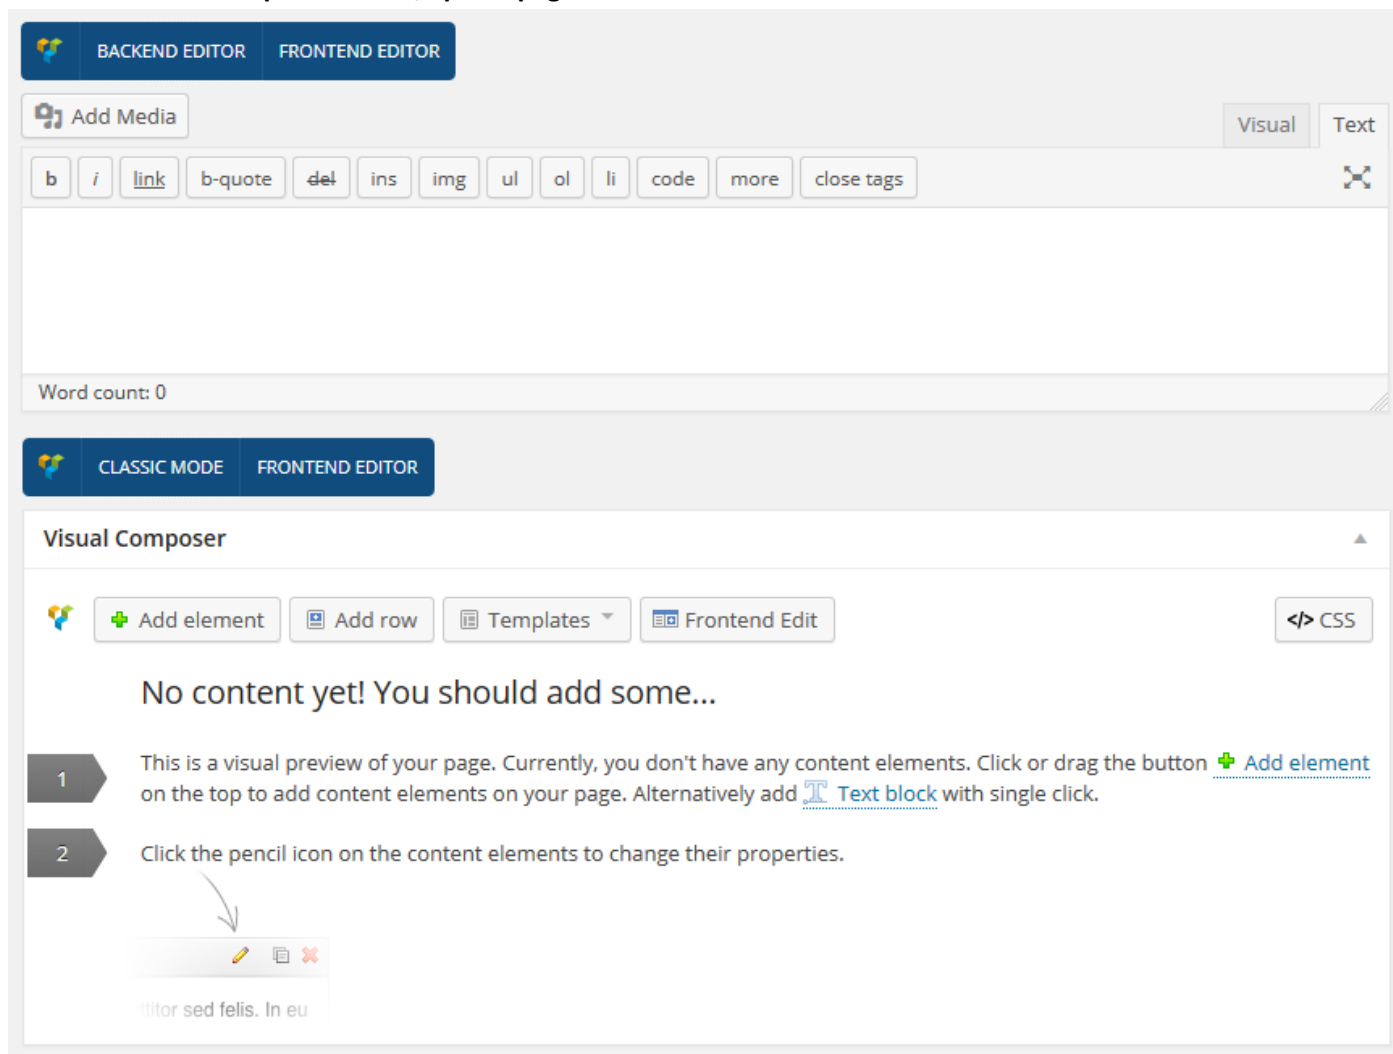 BACKEND EDITOR FRONTEND EDITOR
Add Media
Visual Text
b i link b-quote del ins img ul ol li code more close tags
Word count: 0
CLASSIC MODE FRONTEND EDITOR
Visual Composer
Add element Add row Templates Frontend Edit </> CSS
No content yet! You should add some...
1 This is a visual preview of your page. Currently, you don't have any content elements. Click or drag the button Add element
on the top to add content elements on your page. Alternatively add Text block with single click.
2 Click the pencil icon on the content elements to change their properties.
sed felis. In eu